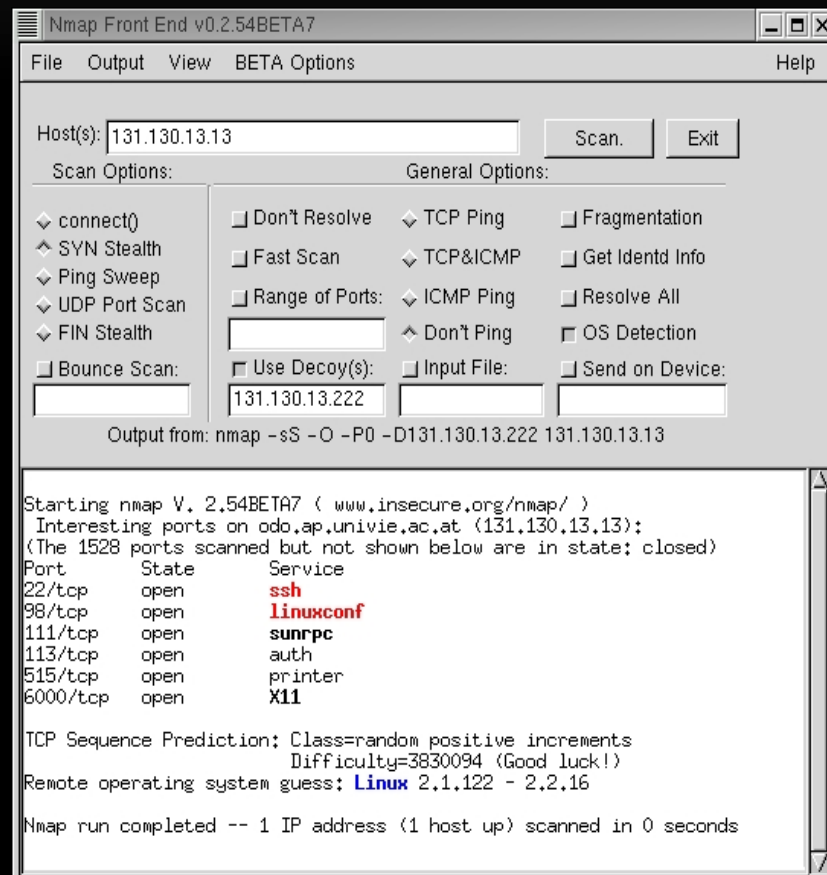 Nmap Front End v0.2.54BETA7
File Output View BETA Options Help
Host(s): 131.130.13.13 Scan. Exit
Scan Options: General Options:
connect() Don't Resolve TCP Ping Fragmentation
SYN Stealth Fast Scan TCP&ICMP Get Identd Info
Ping Sweep Range of Ports: ICMP Ping Resolve All
UDP Port Scan Don't Ping OS Detection
FIN Stealth
Bounce Scan: Use Decoy(s): Input File: Send on Device:
131.130.13.222
Output from: nmap -sS -O -P0 -D131.130.13.222 131.130.13.13
Starting nmap V. 2.54BETA7 ( www.insecure.org/nmap/ )
Interesting ports on odo.ap.univie.ac.at (131.130.13.13):
(The 1528 ports scanned but not shown below are in state: closed)
Port State Service
22/tcp open ssh
98/tcp open linuxconf
111/tcp open sunrpc
113/tcp open auth
515/tcp open printer
6000/tcp open X11
TCP Sequence Prediction: Class=random positive increments
Difficulty=3830094 (Good luck!)
Remote operating system guess: Linux 2.1.122 - 2.2.16
Nmap run completed -- 1 IP address (1 host up) scanned in 0 seconds